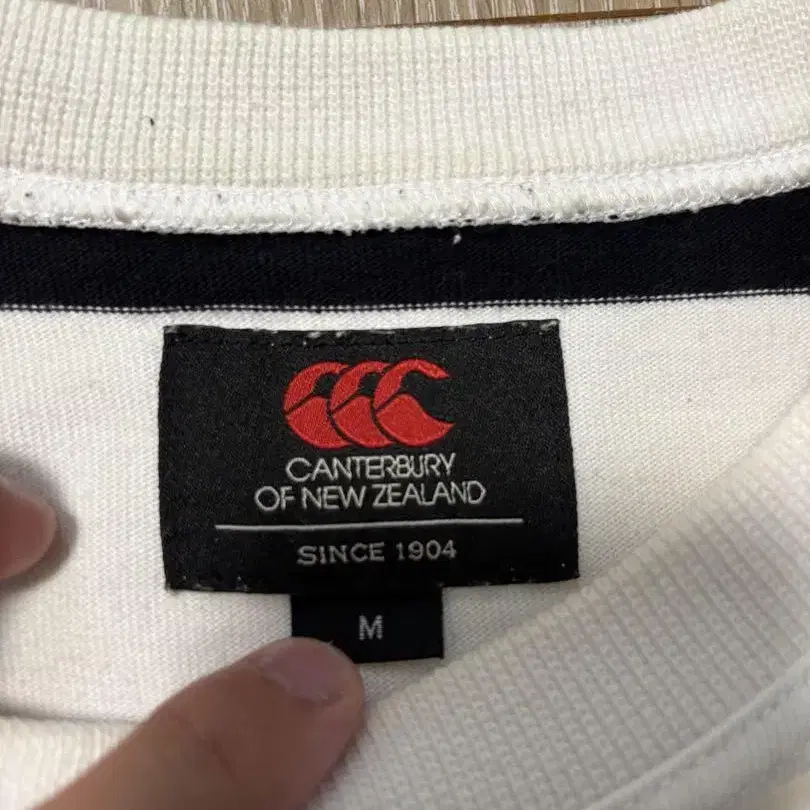 CANTERBURY
OF NEW ZEALAND
SINCE 1904
M